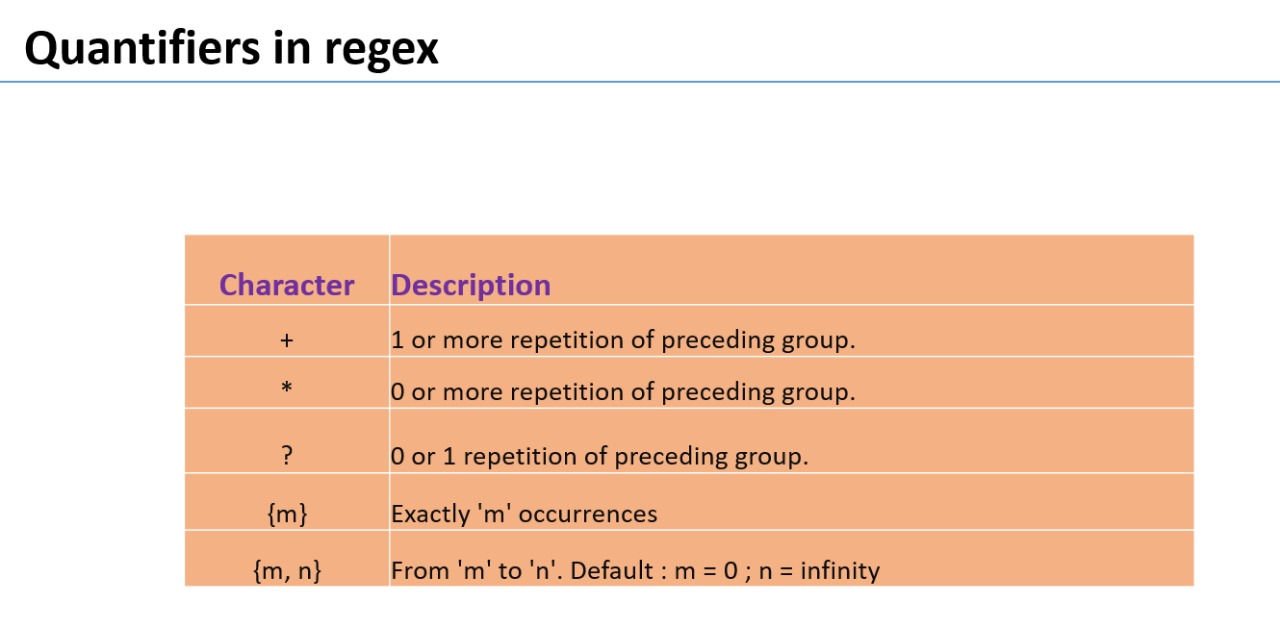 Quantifiers in regex
Character Description
+ 1 or more repetition of preceding group.
* 0 or more repetition of preceding group.
? 0 or 1 repetition of preceding group.
{m} Exactly 'm' occurrences
{m, n} From 'm' to 'n'. Default : m = 0 ; n = infinity